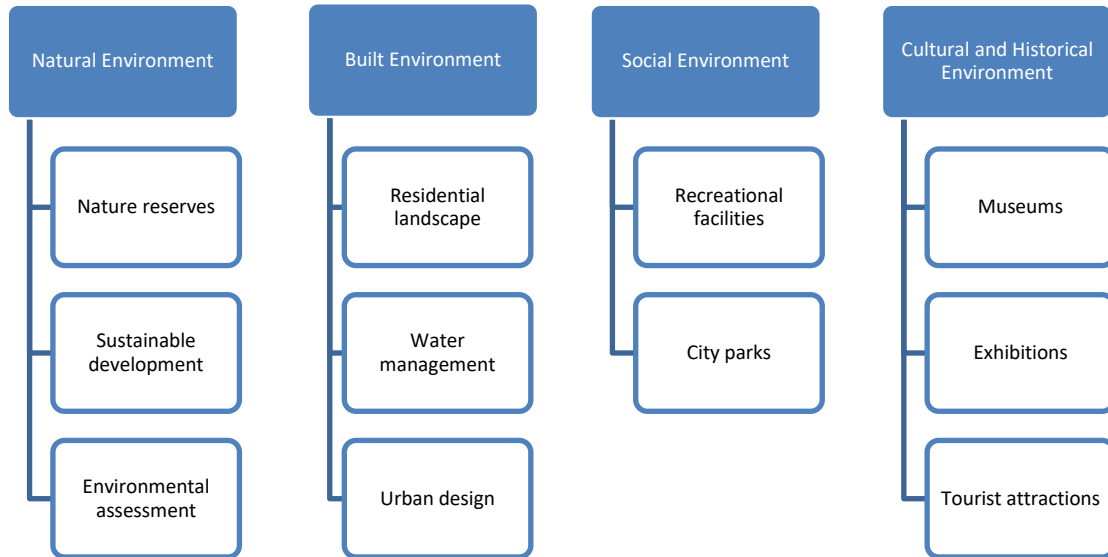 Natural Environment
Nature reserves
Sustainable
development
Environmental
assessment
Built Environment
Residential
landscape
Water
management
Urban design
Social Environment
Recreational
facilities
City parks
Cultural and Historical
Environment
Museums
Exhibitions
Tourist attractions